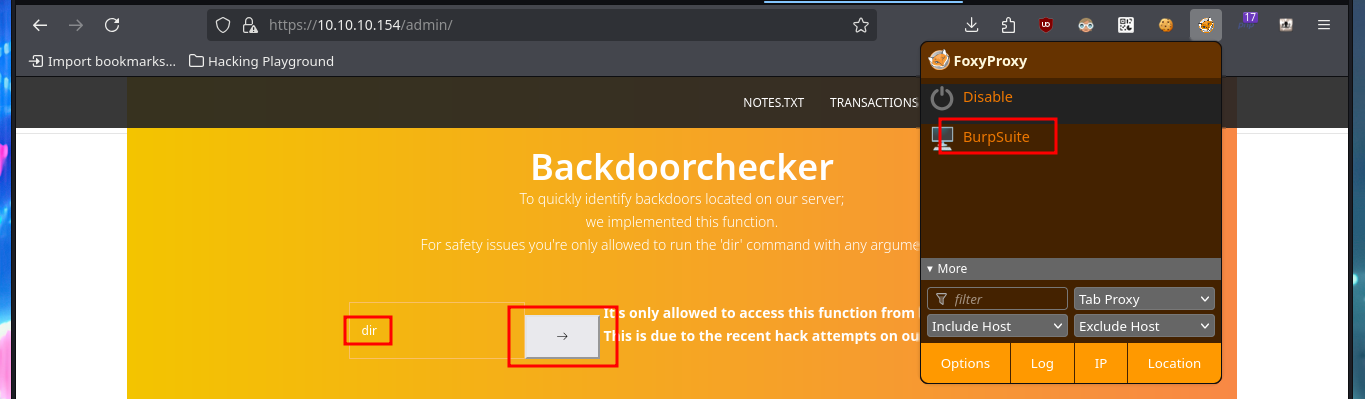 https://10.10.10.154/admin/
17
Import bookmarks...
Hacking Playground
FoxyProxy
Disable
BurpSuite
More
filter
Tab Proxy
Include Host
Exclude Host
Options
Log
IP
Location
NOTES.TXT
TRANSACTIONS
Backdoorchecker
To quickly identify backdoors located on our server;
we implemented this function.
For safety issues you're only allowed to run the 'dir' command with any argume
dir
→
It's only allowed to access this function from
This is due to the recent hack attempts on ou